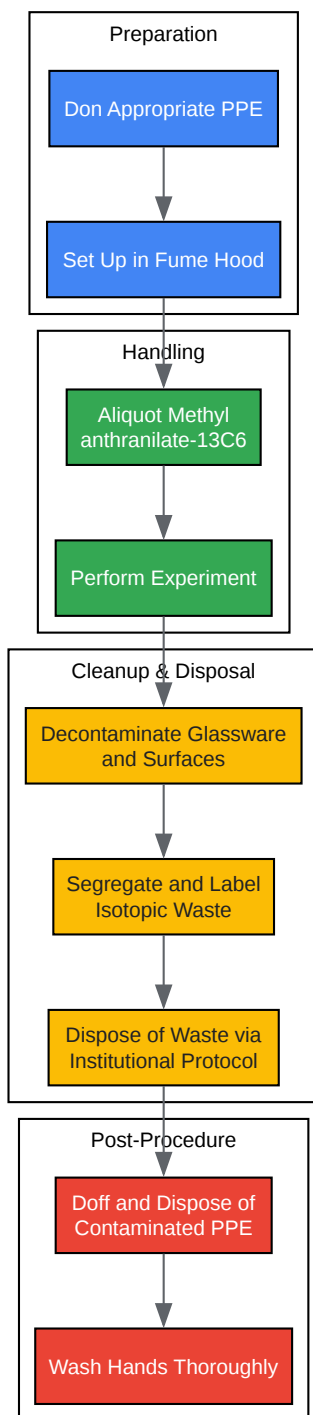 Preparation
Don Appropriate PPE
Set Up in Fume Hood
Handling
Aliquot Methyl
anthranilate-13C6
Perform Experiment
Cleanup & Disposal
Decontaminate Glassware
and Surfaces
Segregate and Label
Isotopic Waste
Dispose of Waste via
Institutional Protocol
Post-Procedure
Doff and Dispose of
Contaminated PPE
Wash Hands Thoroughly